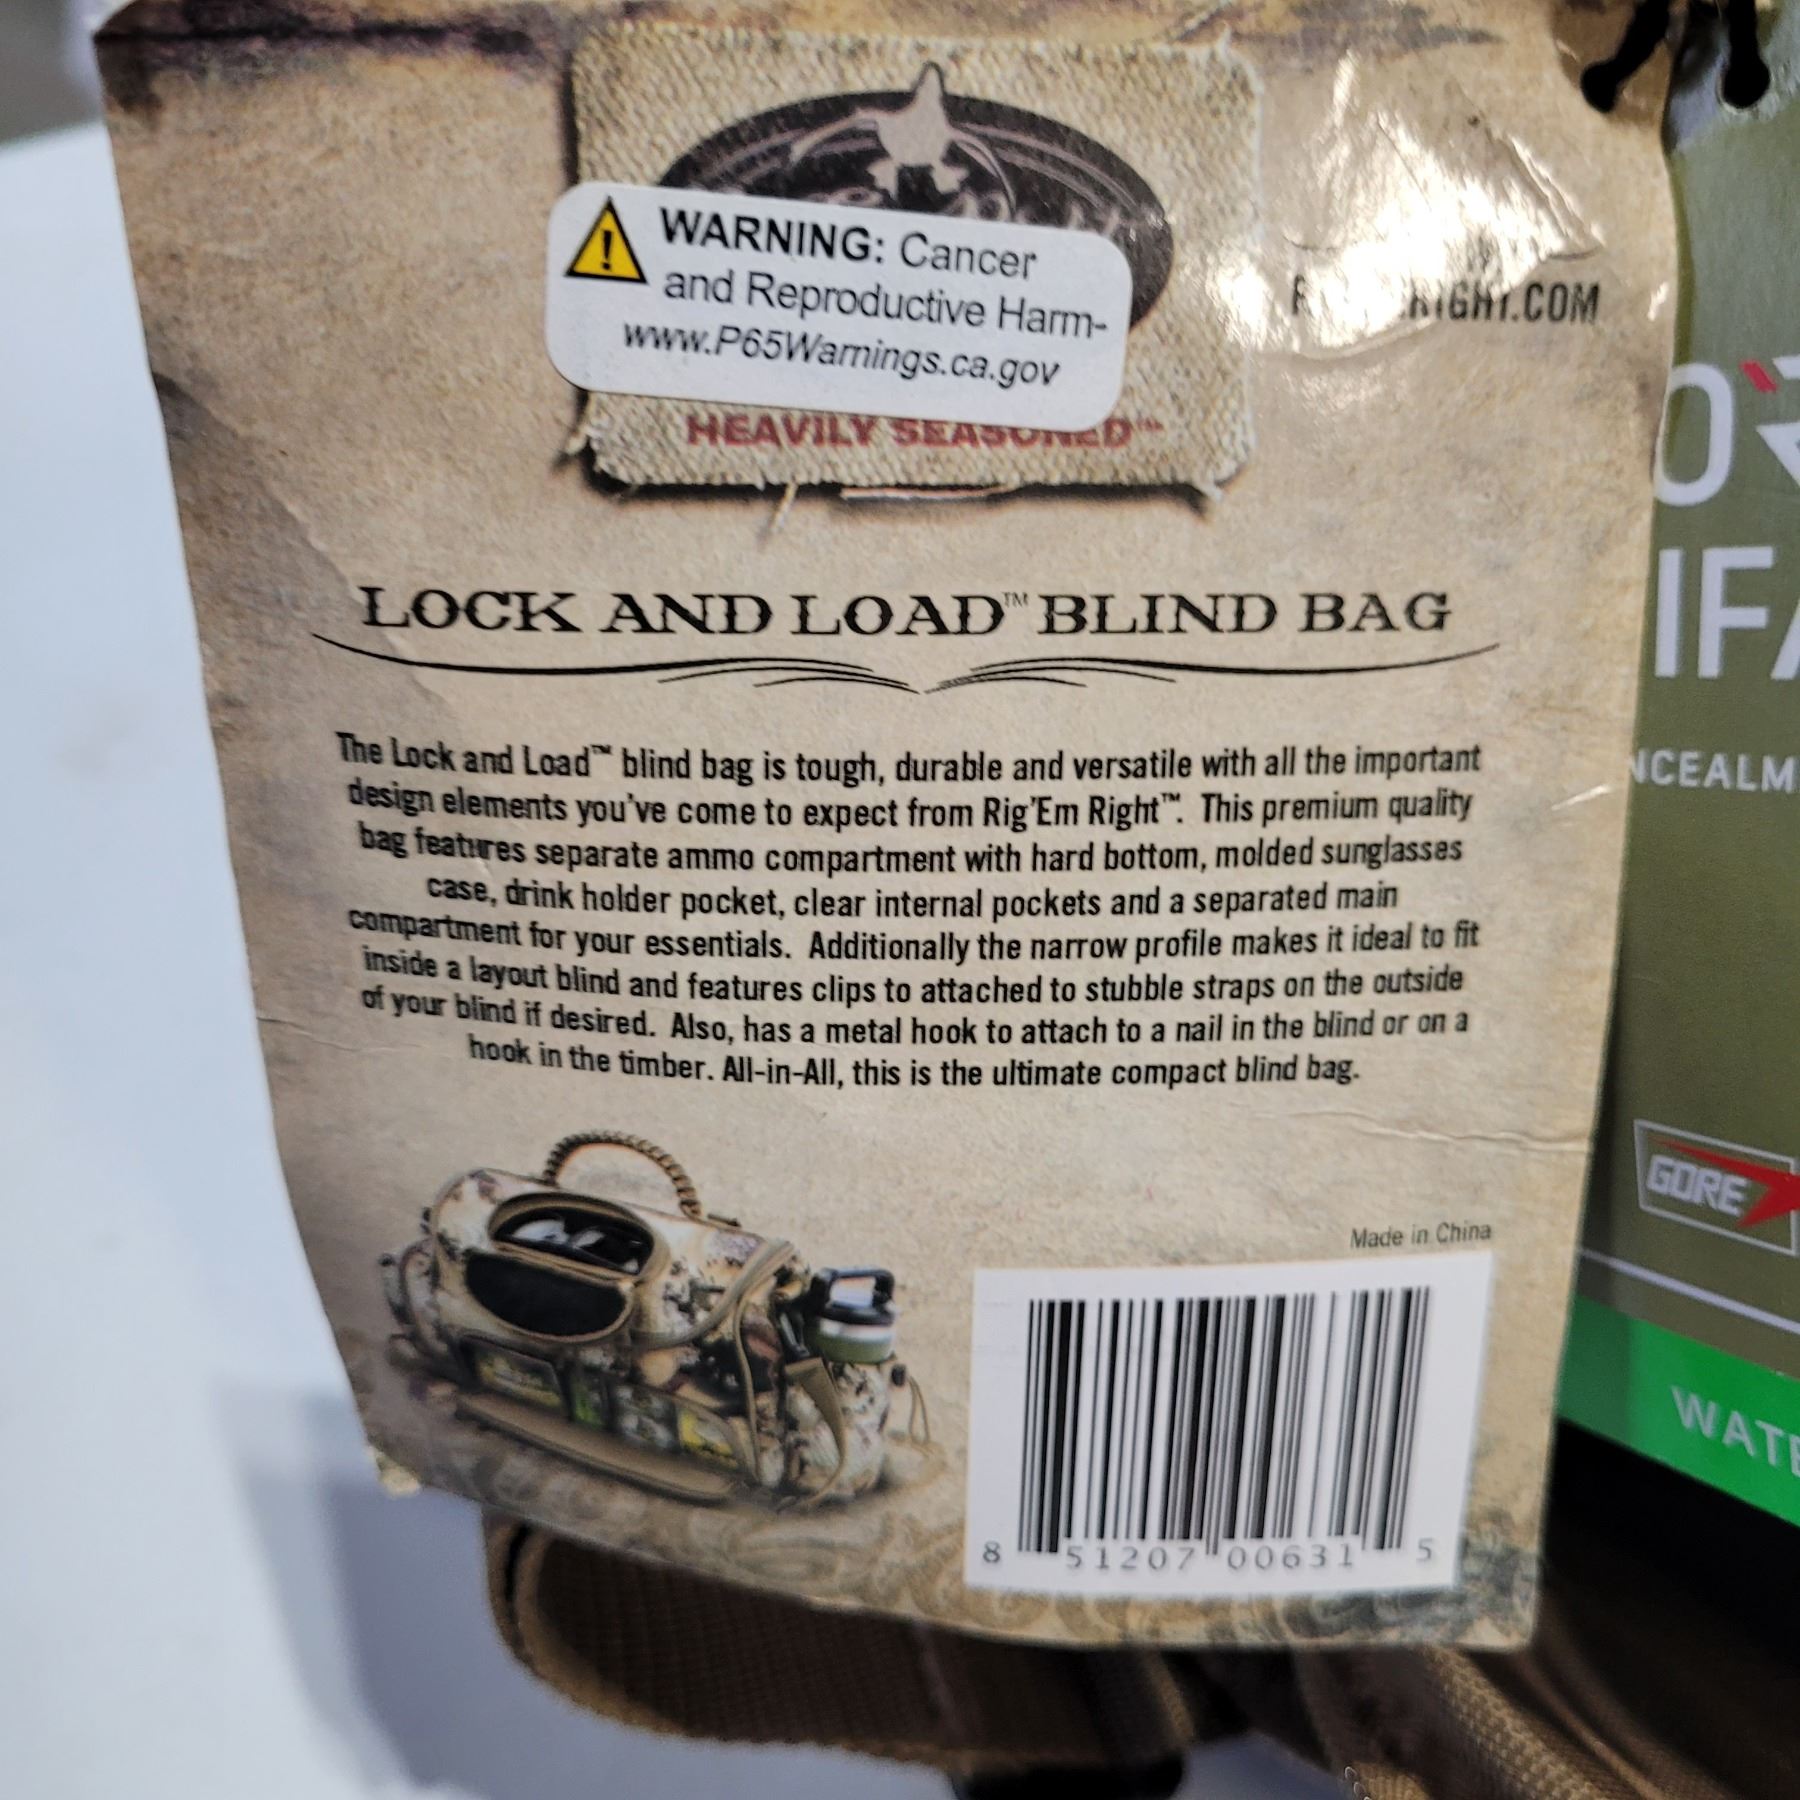 WARNING: Cancer
and Reproductive Harm-
www.P65Warnings.ca.gov
HEAVILY SEASONED™
LOCK AND LOAD™ BLIND BAG
The Lock and Load™ blind bag is tough, durable and versatile with all the important
design elements you've come to expect from Rig'Em Right™. This premium quality
bag features separate ammo compartment with hard bottom, molded sunglasses
case, drink holder pocket, clear internal pockets and a separated main
compartment for your essentials. Additionally the narrow profile makes it ideal to fit
inside a layout blind and features clips to attached to stubble straps on the outside
of your blind if desired. Also, has a metal hook to attach to a nail in the blind or on a
hook in the timber. All-in-All, this is the ultimate compact blind bag.
Made in China
8 51207 00631 5
GORE